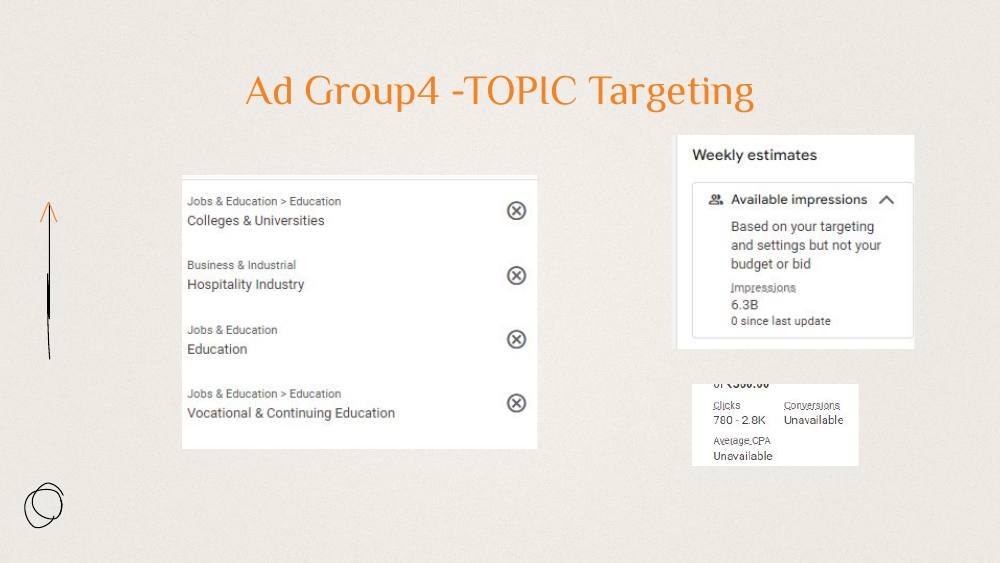 Ad Group4 -TOPIC Targeting
Jobs & Education > Education
Colleges & Universities
Business & Industrial
Hospitality Industry
Jobs & Education
Education
Jobs & Education > Education
Vocational & Continuing Education
Weekly estimates
Available impressions
Based on your targeting
and settings but not your
budget or bid
Impressions
6.3B
0 since last update
Clicks
Conversions
780 - 2.8K
Unavailable
Average CPA
Unavailable